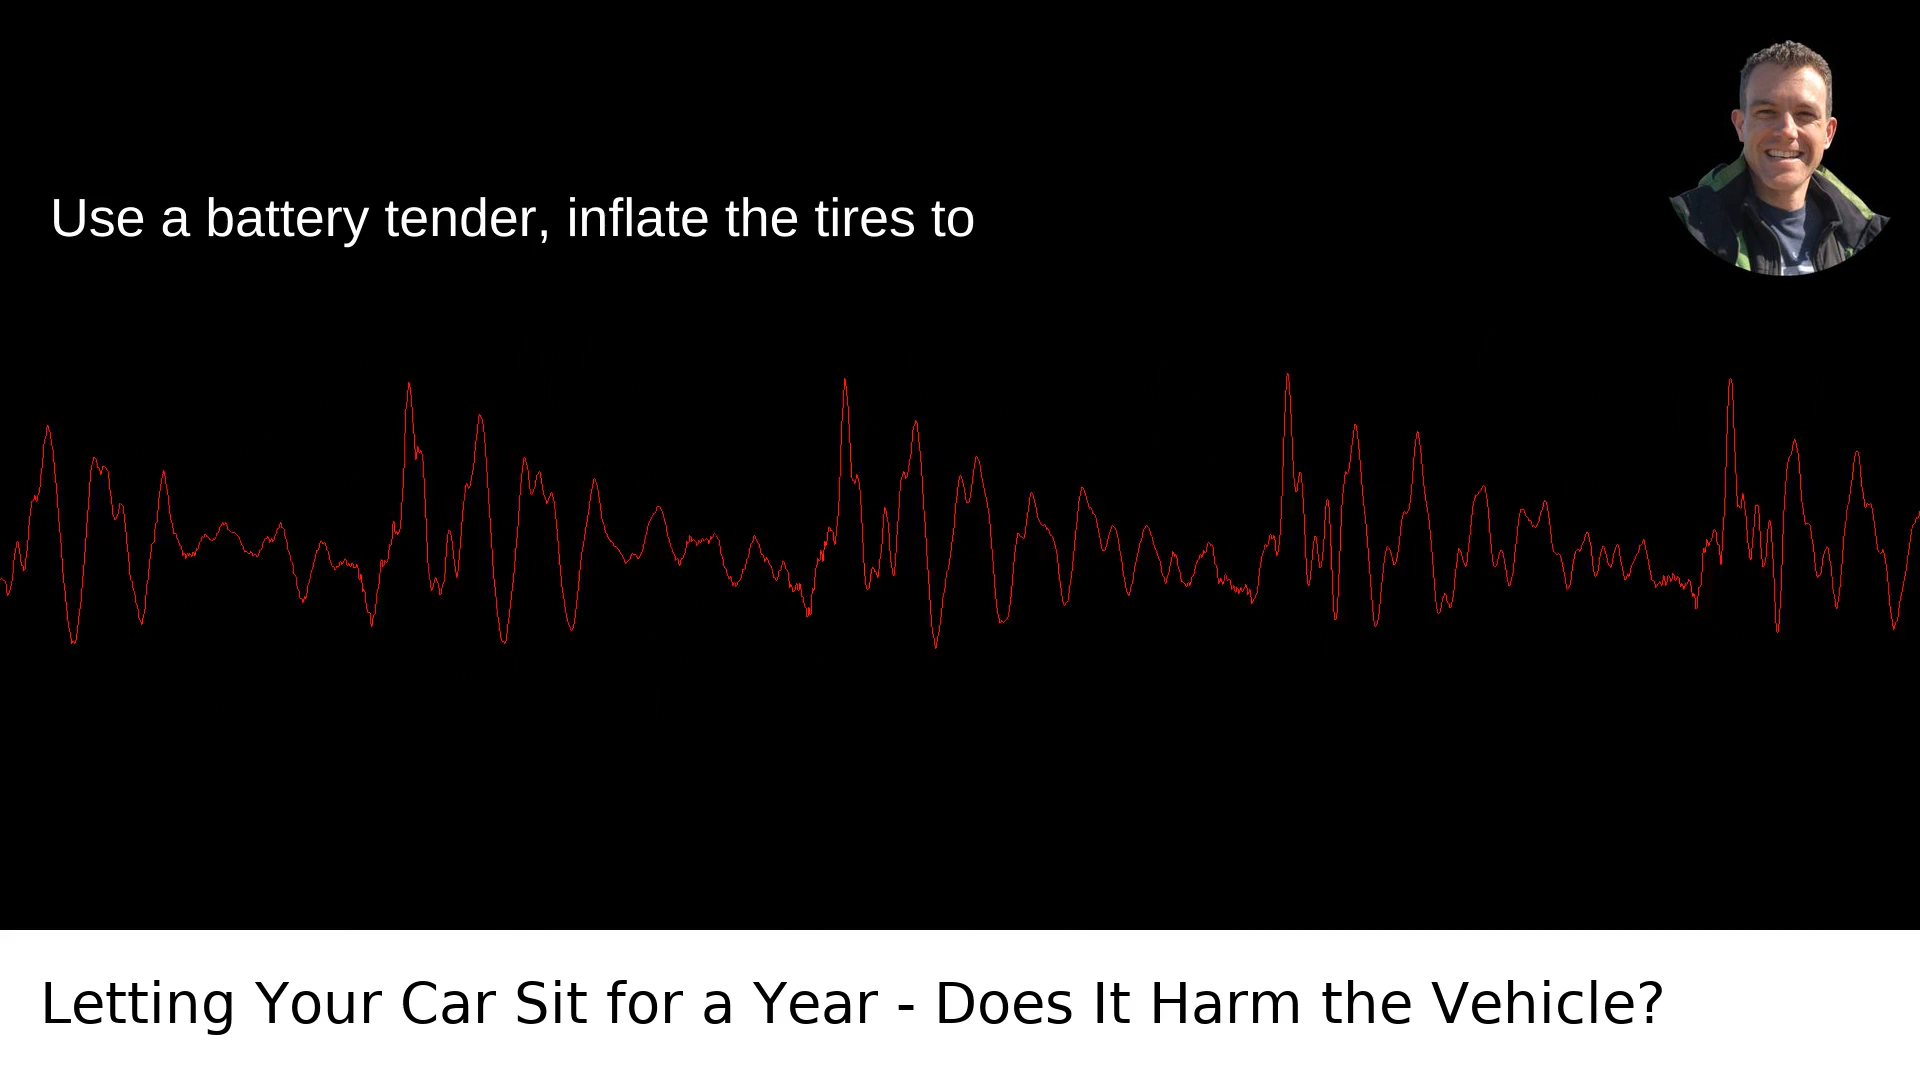 Use a battery tender, inflate the tires to
Letting Your Car Sit for a Year - Does It Harm the Vehicle?